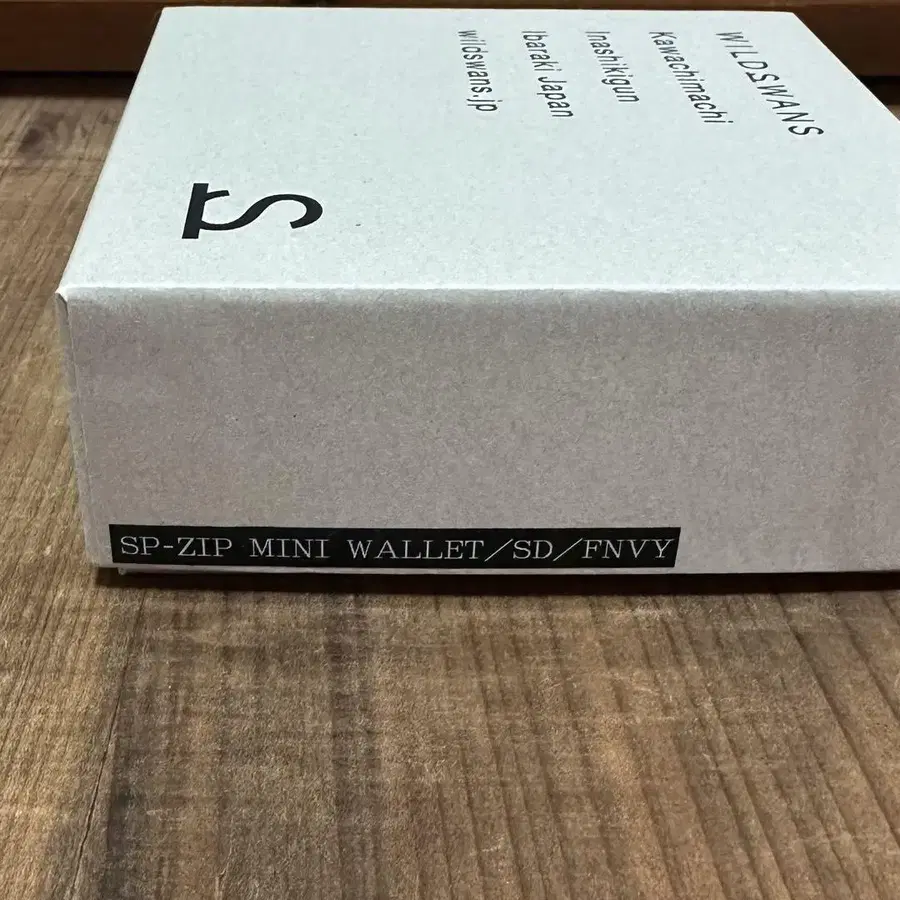 WILDSWANS
Kawachimachi
Inashikigun
Ibaraki Japan
wildswans.jp
S
SP-ZIP MINI WALLET/SD/FNVY